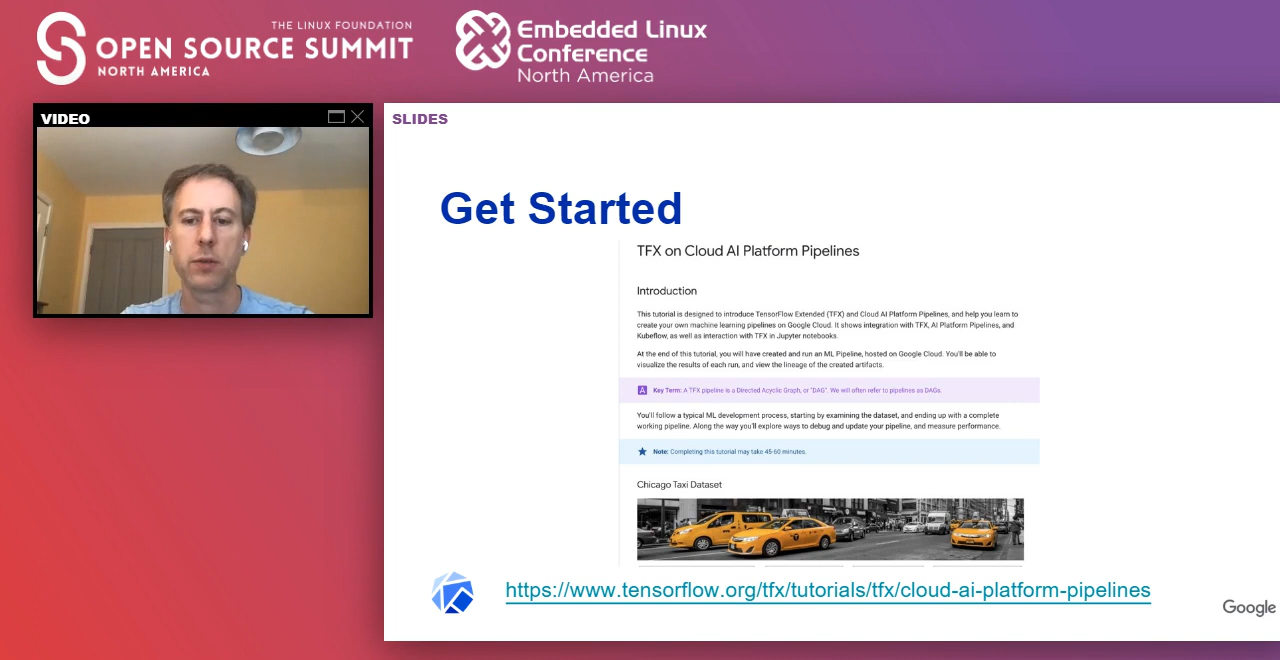 THE LINUX FOUNDATION
OPEN SOURCE SUMMIT
NORTH AMERICA
Embedded Linux
Conference
North America
VIDEO
SLIDES
Get Started
TFX on Cloud AI Platform Pipelines
Introduction
This tutorial is designed to introduce TensorFlow Extended (TFX) and Cloud AI Platform Pipelines, and help you learn to
create your own machine learning pipelines on Google Cloud. It shows integration with TFX, AI Platform Pipelines, and
Kubeflow, as well as interaction with TFX in Jupyter notebooks.
At the end of this tutorial, you will have created and run an ML Pipeline, hosted on Google Cloud. You'll be able to
visualize the results of each run, and view the lineage of the created artifacts.
Key Term: A TFX pipeline is a Directed Acyclic Graph, or "DAG". We will often refer to pipelines as DAGs.
You'll follow a typical ML development process, starting by examining the dataset, and ending up with a complete
working pipeline. Along the way you'll explore ways to debug and update your pipeline, and measure performance.
Note: Completing this tutorial may take 45-60 minutes.
Chicago Taxi Dataset
https://www.tensorflow.org/tfx/tutorials/tfx/cloud-ai-platform-pipelines
Google